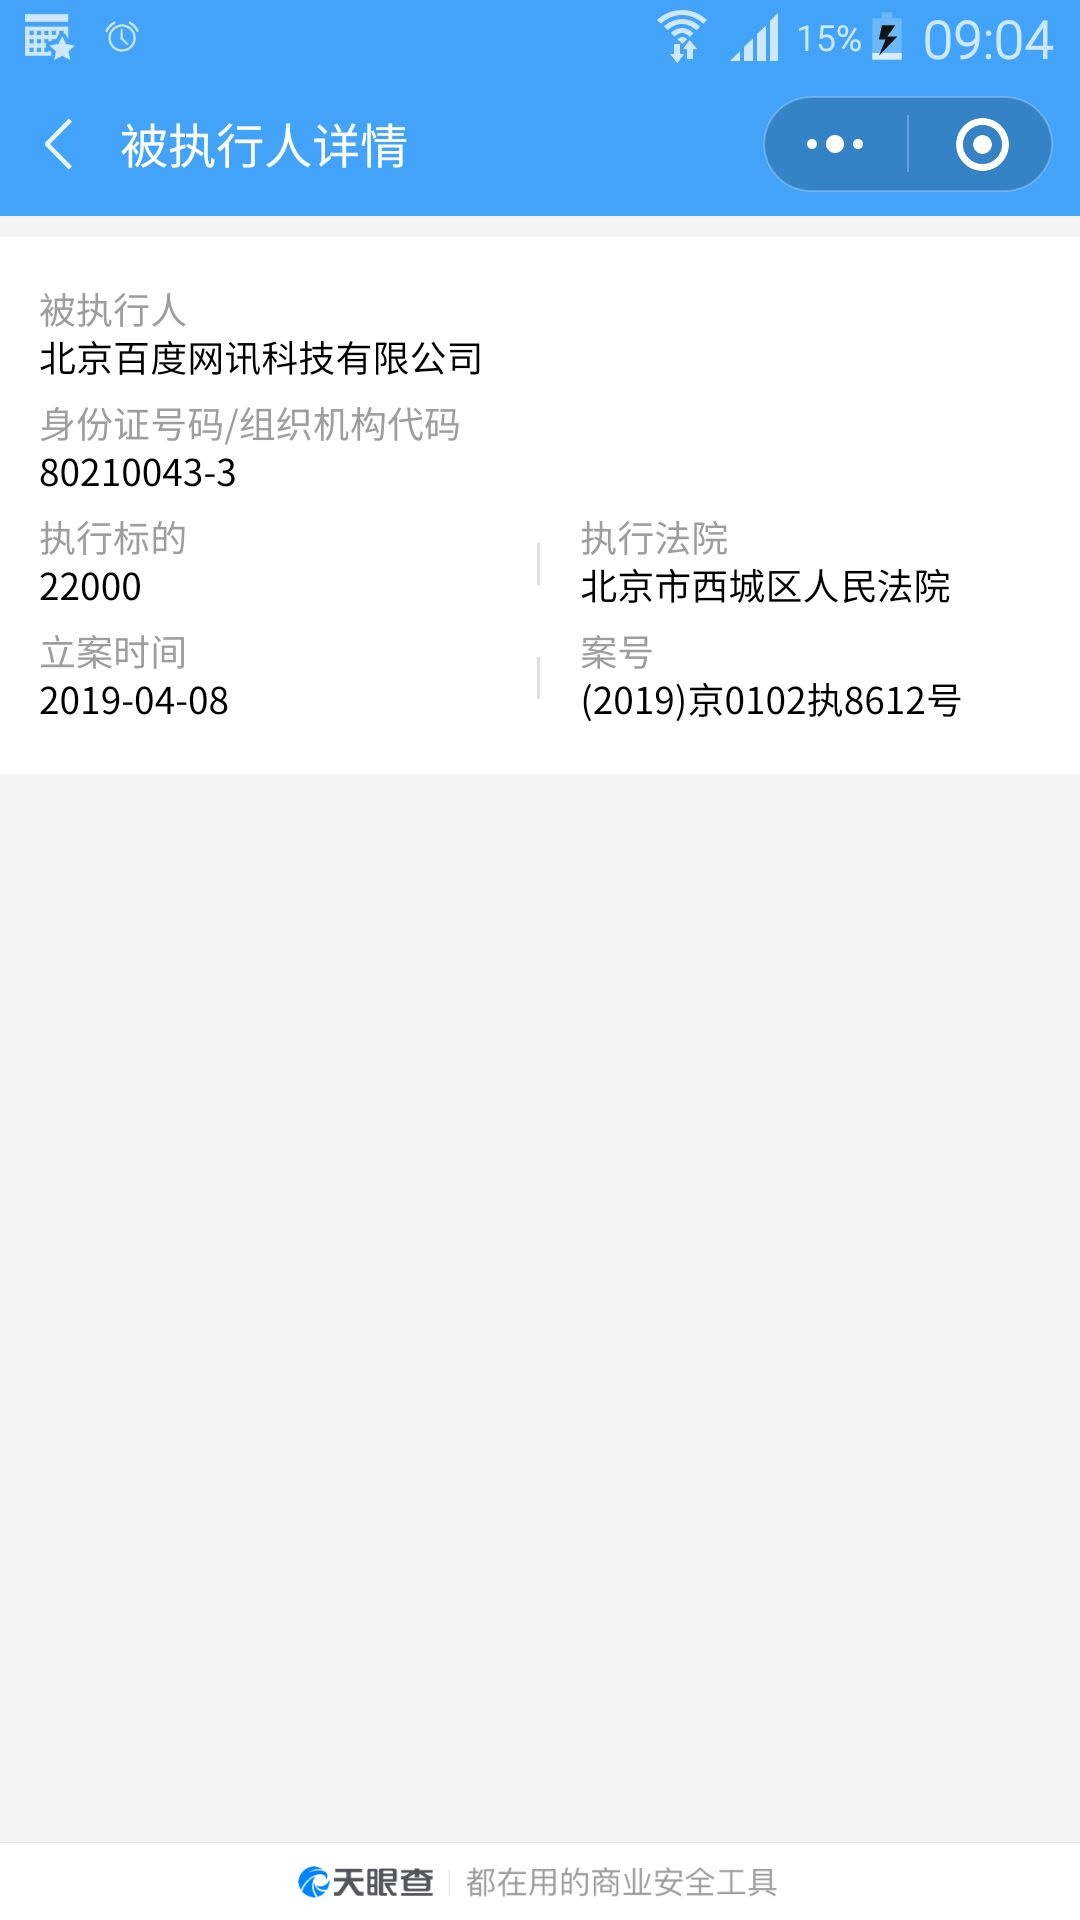 15% 09:04
被执行人详情
被执行人
北京百度网讯科技有限公司
身份证号码/组织机构代码
80210043-3
执行标的
22000
执行法院
北京市西城区人民法院
立案时间
2019-04-08
案号
(2019)京0102执8612号
天眼查 都在用的商业安全工具